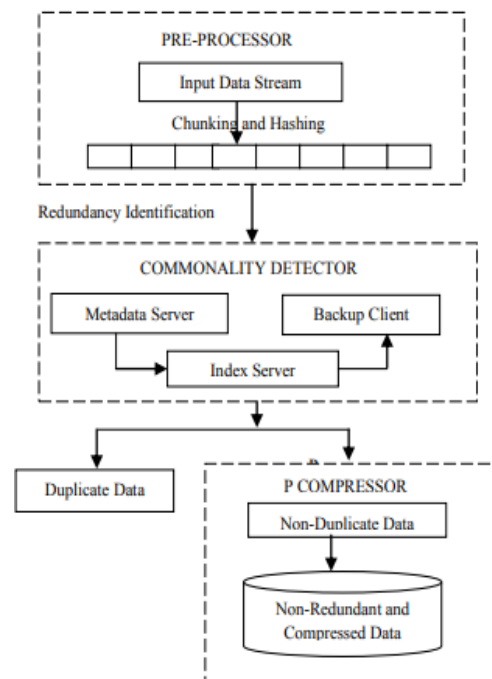 PRE-PROCESSOR
Input Data Stream
Chunking and Hashing
Redundancy Identification
COMMONALITY DETECTOR
Metadata Server
Backup Client
Index Server
Duplicate Data
P COMPRESSOR
Non-Duplicate Data
Non-Redundant and
Compressed Data